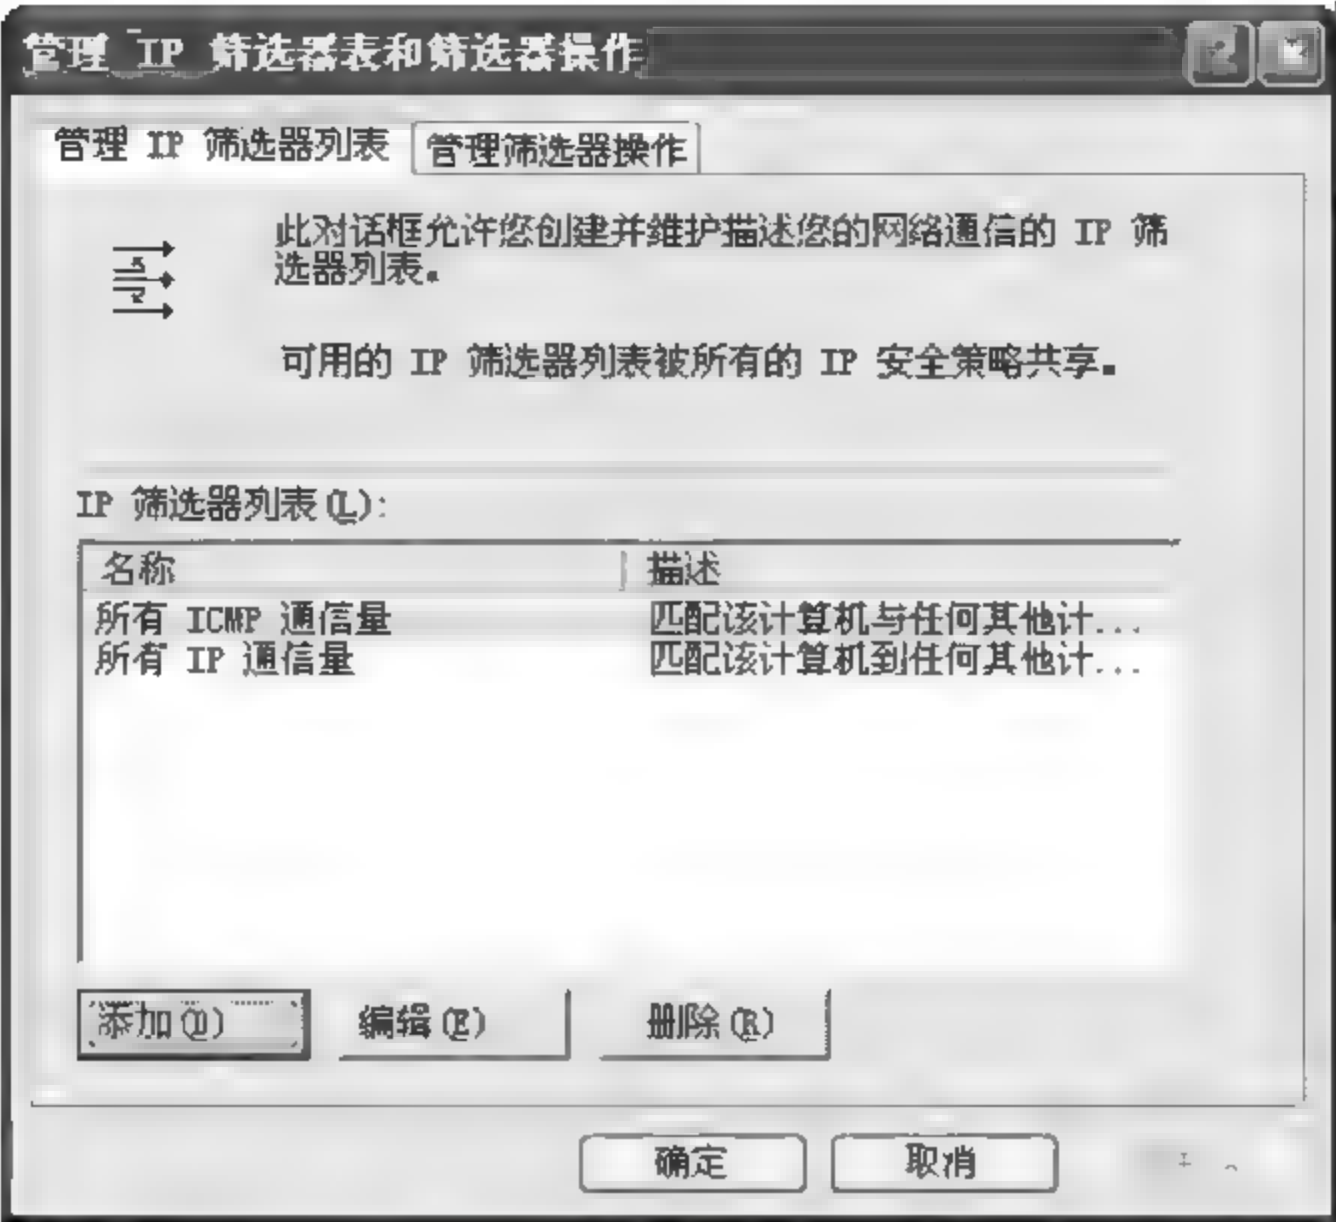 管理 IP 筛选器表和筛选器操作
管理 IP 筛选器列表 管理筛选器操作
此对话框允许您创建并维护描述您的网络通信的 IP 筛
选器列表。
可用的 IP 筛选器列表被所有的 IP 安全策略共享。
IP 筛选器列表(L):
名称 描述
所有 ICMP 通信量 匹配该计算机与任何其他计...
所有 IP 通信量 匹配该计算机到任何其他计...
添加(D) 编辑(E) 删除(R)
确定 取消